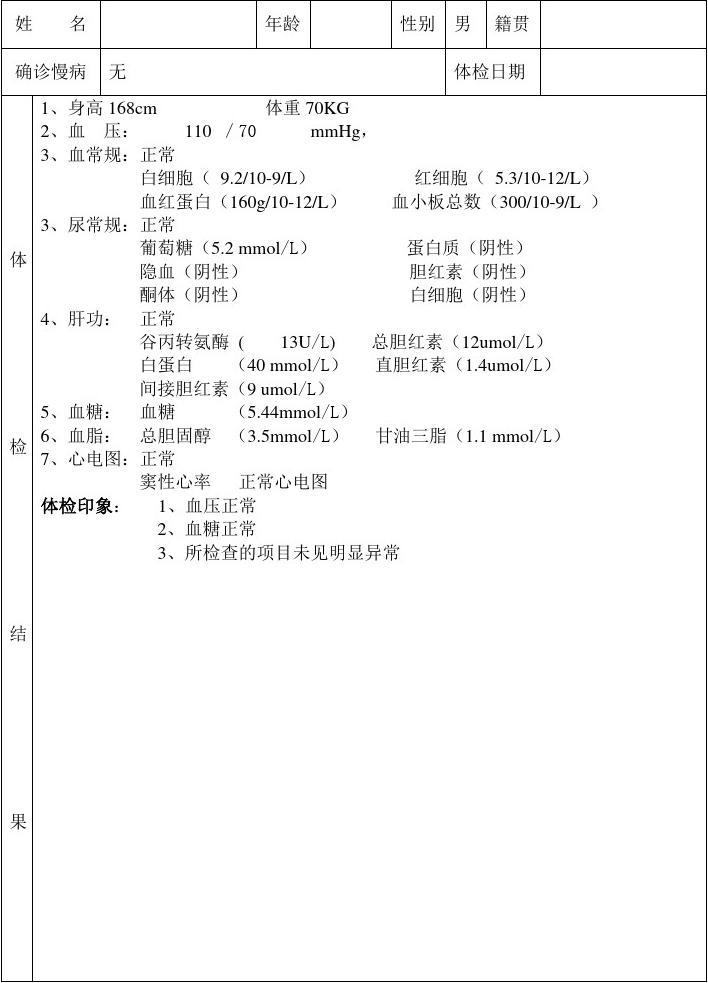 姓 名 年龄 性别 男 籍贯
确诊慢病 无 体检日期
体检结果
1、身高 168cm 体重 70KG
2、血 压： 110 / 70 mmHg，
3、血常规：正常
白细胞（ 9.2/10-9/L） 红细胞（ 5.3/10-12/L）
血红蛋白（160g/10-12/L） 血小板总数（300/10-9/L ）
3、尿常规：正常
葡萄糖（5.2 mmol/L） 蛋白质（阴性）
隐血（阴性） 胆红素（阴性）
酮体（阴性） 白细胞（阴性）
4、肝功： 正常
谷丙转氨酶 ( 13U/L) 总胆红素（12umol/L）
白蛋白 （40 mmol/L） 直胆红素（1.4umol/L）
间接胆红素（9 umol/L）
5、血糖： 血糖 （5.44mmol/L）
6、血脂： 总胆固醇 （3.5mmol/L） 甘油三脂（1.1 mmol/L）
7、心电图：正常
窦性心率 正常心电图
体检印象： 1、血压正常
2、血糖正常
3、所检查的项目未见明显异常